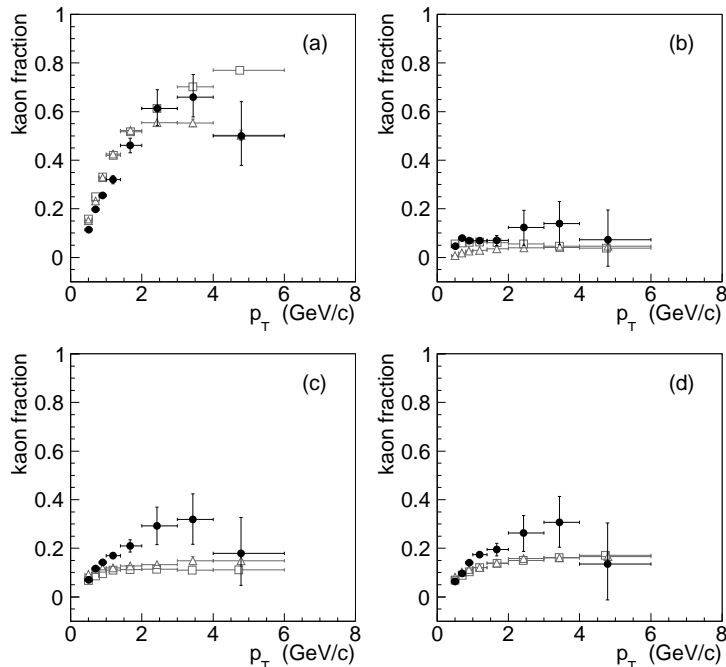 kaon fraction
(a)
1
0.8
0.6
0.4
0.2
0
0 2 4 6 8
p_T (GeV/c)
kaon fraction
(b)
1
0.8
0.6
0.4
0.2
0
0 2 4 6 8
p_T (GeV/c)
kaon fraction
(c)
1
0.8
0.6
0.4
0.2
0
0 2 4 6 8
p_T (GeV/c)
kaon fraction
(d)
1
0.8
0.6
0.4
0.2
0
0 2 4 6 8
p_T (GeV/c)